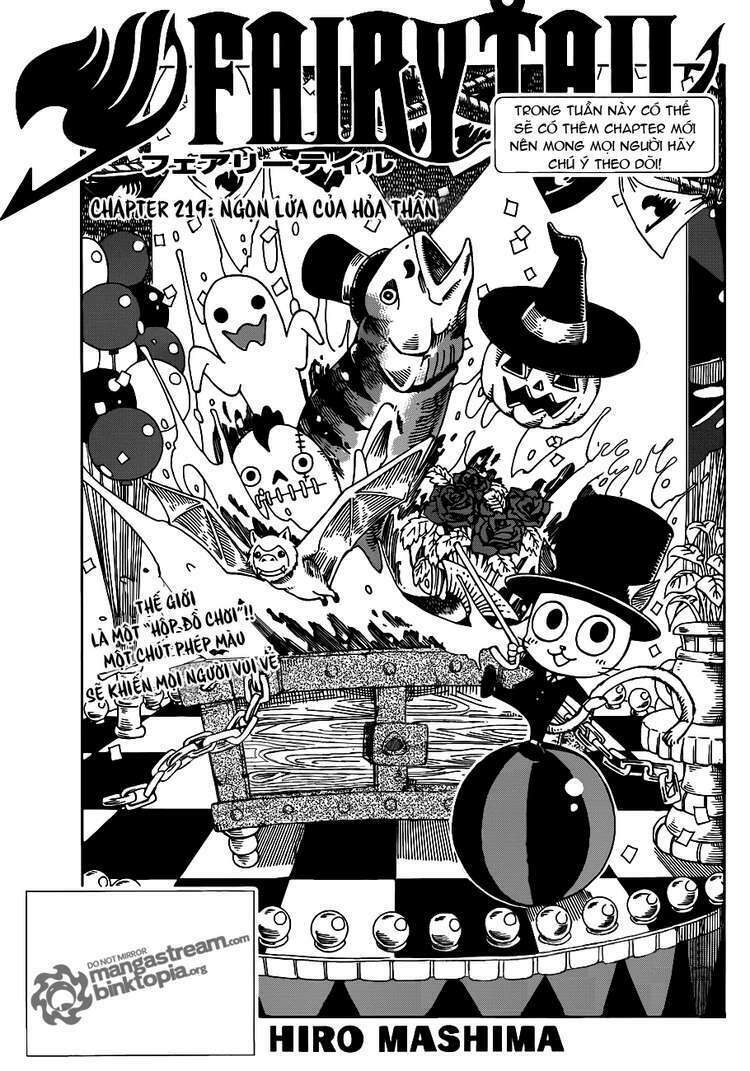 FAIRY TAIL
フェアリーテイル
TRONG TUẦN NÀY CÓ THỂ
SẼ CÓ THÊM CHAPTER MỚI
NÊN MONG MỌI NGƯỜI HÃY
CHÚ Ý THEO DÕI!
CHAPTER 219: NGỌN LỬA CỦA HỎA THẦN
THẾ GIỚI
LÀ MỘT "HỘP ĐỒ CHƠI"!!
MỘT CHÚT PHÉP MÀU
SẼ KHIẾN MỌI NGƯỜI VUI VẺ
DO NOT MIRROR
mangastream.com
binktopia.org
HIRO MASHIMA